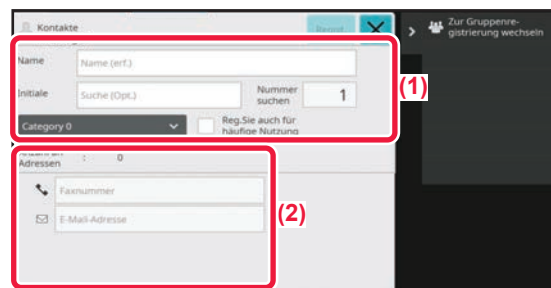 Kontakte
Regist.
Zur Gruppenre-
gistrierung wechseln
Name
Name (erf.)
(1)
Initiale
Suche (Opt.)
Nummer
suchen
1
Category 0
Reg.Sie auch für
häufige Nutzung
Adressen
:
0
Faxnummer
(2)
E-Mail-Adresse